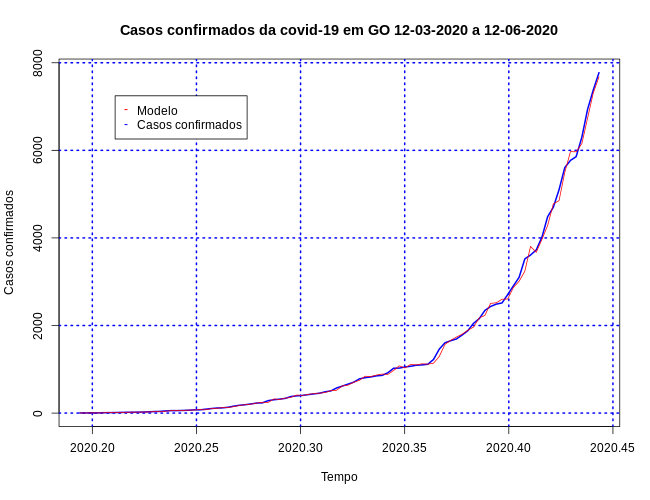 Casos confirmados da covid-19 em GO 12-03-2020 a 12-06-2020
Casos confirmados
8000
6000
4000
2000
0
Modelo
Casos confirmados
2020.20
2020.25
2020.30
2020.35
2020.40
2020.45
Tempo